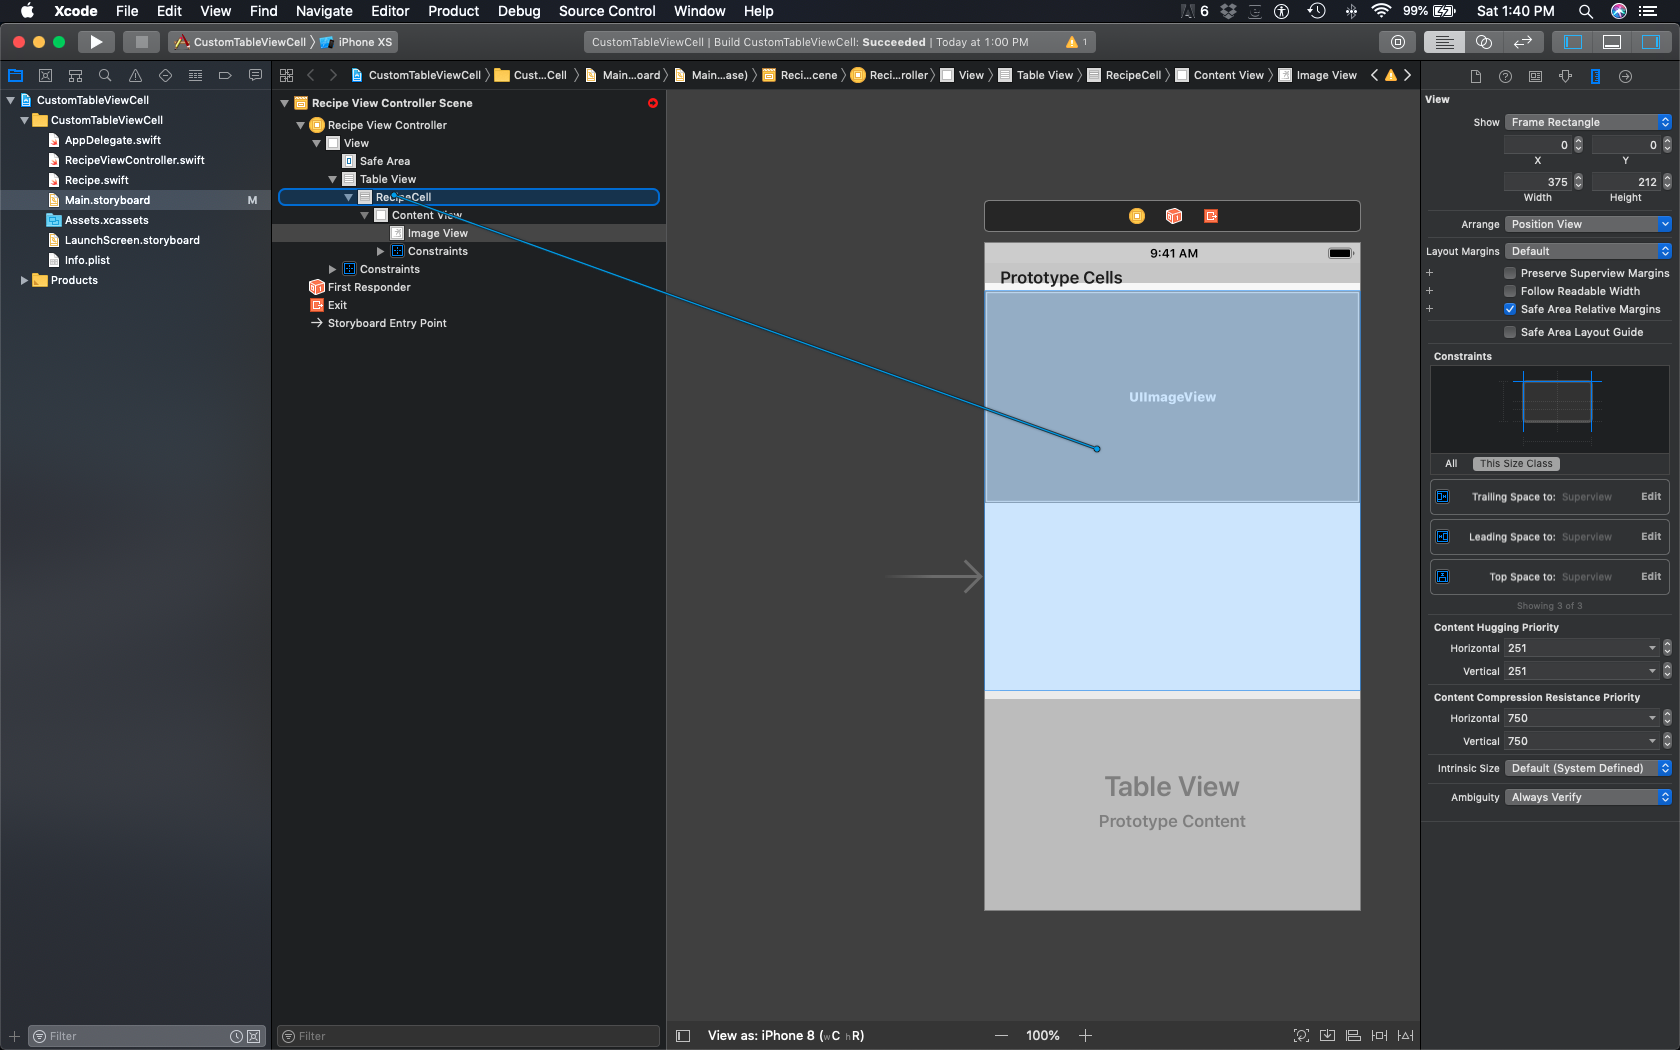 Xcode File Edit View Find Navigate Editor Product Debug Source Control Window Help 6 99% Sat 1:40 PM
CustomTableViewCell iPhone XS
CustomTableViewCell | Build CustomTableViewCell: Succeeded | Today at 1:00 PM 1
CustomTableViewCell Cust...Cell Main...oard Main...ase) Reci...cene Reci...roller View Table View RecipeCell Content View Image View
CustomTableViewCell
CustomTableViewCell
AppDelegate.swift
RecipeViewController.swift
Recipe.swift
Main.storyboard M
Assets.xcassets
LaunchScreen.storyboard
Info.plist
Products
Filter
Recipe View Controller Scene
Recipe View Controller
View
Safe Area
Table View
RecipeCell
Content View
Image View
Constraints
Constraints
First Responder
Exit
Storyboard Entry Point
Filter
9:41 AM
Prototype Cells
UIImageView
Table View
Prototype Content
View as: iPhone 8 (wC hR)
100%
View
Show Frame Rectangle
0 0
X Y
375 212
Width Height
Arrange Position View
Layout Margins Default
Preserve Superview Margins
Follow Readable Width
Safe Area Relative Margins
Safe Area Layout Guide
Constraints
All This Size Class
Trailing Space to: Superview Edit
Leading Space to: Superview Edit
Top Space to: Superview Edit
Showing 3 of 3
Content Hugging Priority
Horizontal 251
Vertical 251
Content Compression Resistance Priority
Horizontal 750
Vertical 750
Intrinsic Size Default (System Defined)
Ambiguity Always Verify